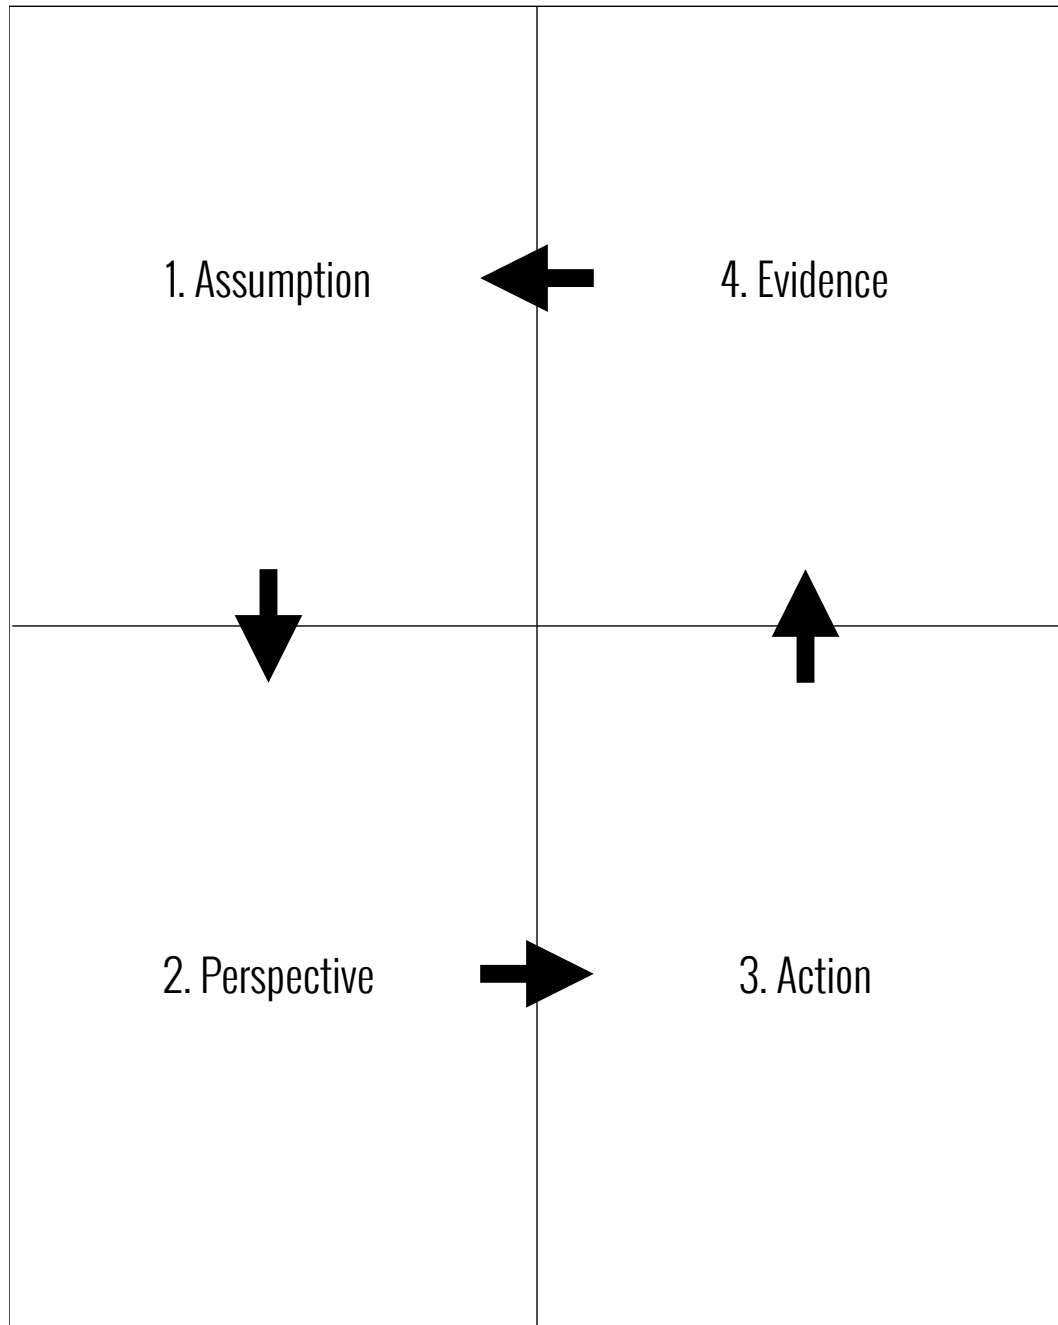 1. Assumption
4. Evidence
2. Perspective
3. Action